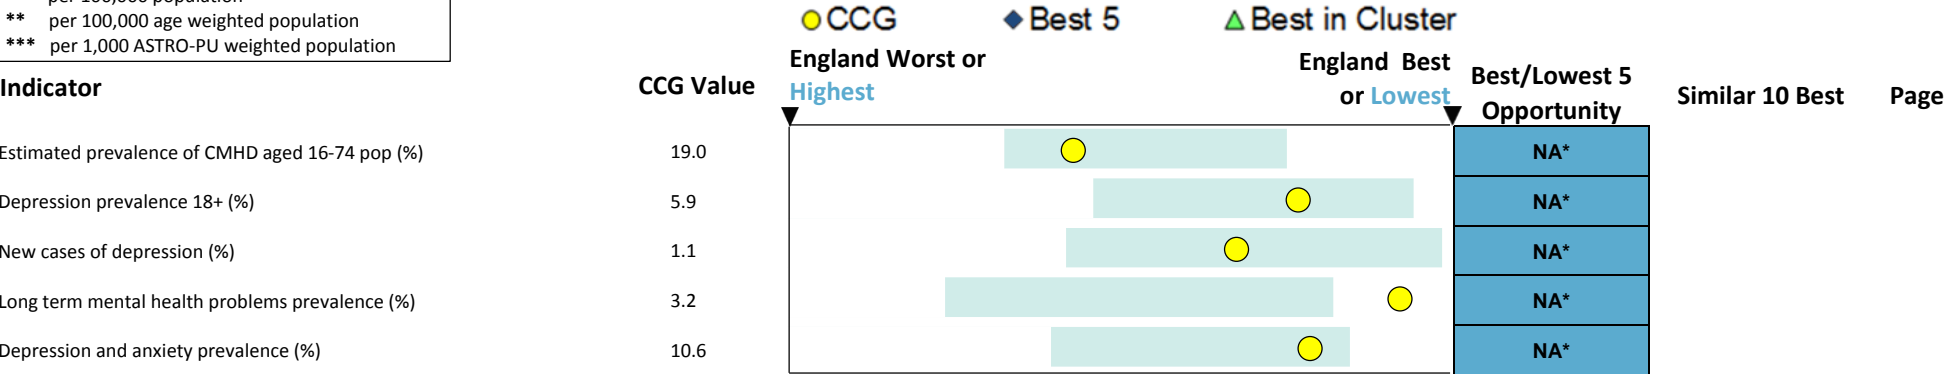 per 100,000 population
** per 100,000 age weighted population
*** per 1,000 ASTRO-PU weighted population
CCG Best 5 Best in Cluster
Indicator
CCG Value
England Worst or
Highest
England Best
or Lowest
Best/Lowest 5
Opportunity
Similar 10 Best
Page
Estimated prevalence of CMHD aged 16-74 pop (%) 19.0 NA*
Depression prevalence 18+ (%) 5.9 NA*
New cases of depression (%) 1.1 NA*
Long term mental health problems prevalence (%) 3.2 NA*
Depression and anxiety prevalence (%) 10.6 NA*